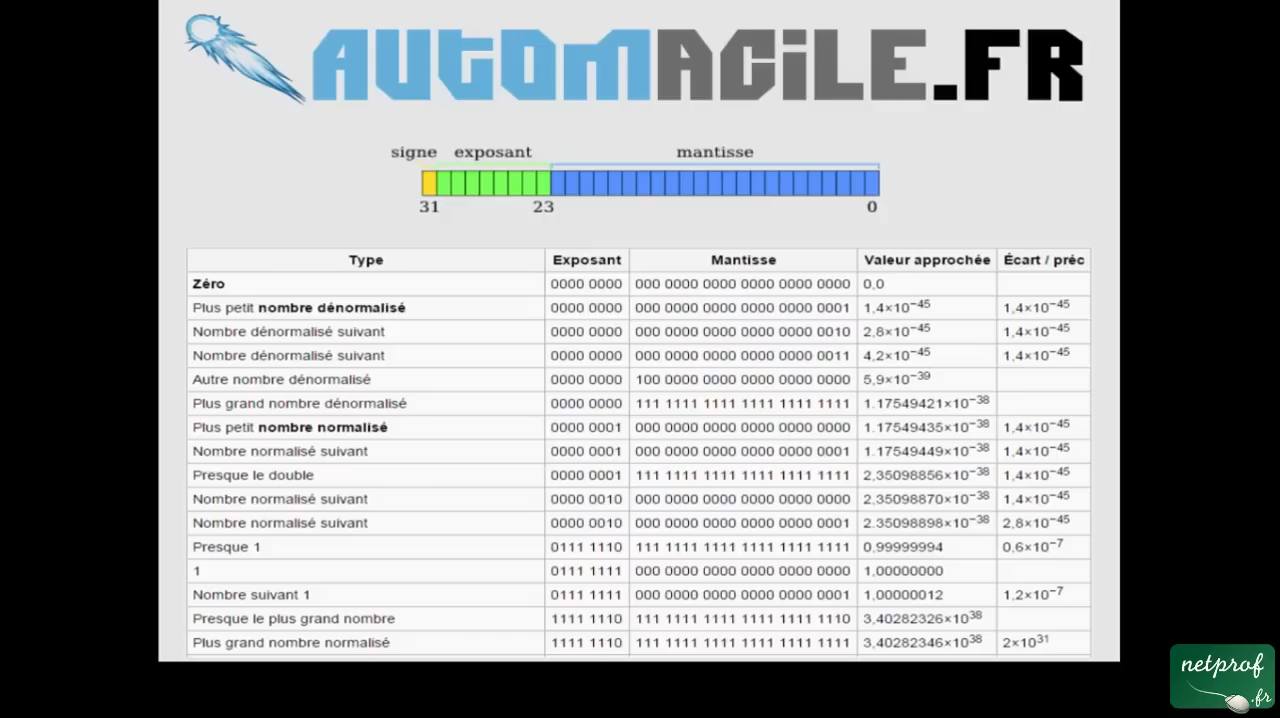 AUTOMAGILE.FR
signe exposant mantisse
31 23 0
Type Exposant Mantisse Valeur approchée Écart / préc
Zéro 0000 0000 000 0000 0000 0000 0000 0000 0,0
Plus petit nombre dénormalisé 0000 0000 000 0000 0000 0000 0000 0001 1,4×10⁻⁴⁵ 1,4×10⁻⁴⁵
Nombre dénormalisé suivant 0000 0000 000 0000 0000 0000 0000 0010 2,8×10⁻⁴⁵ 1,4×10⁻⁴⁵
Nombre dénormalisé suivant 0000 0000 000 0000 0000 0000 0000 0011 4,2×10⁻⁴⁵ 1,4×10⁻⁴⁵
Autre nombre dénormalisé 0000 0000 100 0000 0000 0000 0000 0000 5,9×10⁻³⁹
Plus grand nombre dénormalisé 0000 0000 111 1111 1111 1111 1111 1111 1.17549421×10⁻³⁸
Plus petit nombre normalisé 0000 0001 000 0000 0000 0000 0000 0000 1.17549435×10⁻³⁸ 1,4×10⁻⁴⁵
Nombre normalisé suivant 0000 0001 000 0000 0000 0000 0000 0001 1.17549449×10⁻³⁸ 1,4×10⁻⁴⁵
Presque le double 0000 0001 111 1111 1111 1111 1111 1111 2,35098856×10⁻³⁸ 1,4×10⁻⁴⁵
Nombre normalisé suivant 0000 0010 000 0000 0000 0000 0000 0000 2,35098870×10⁻³⁸ 1,4×10⁻⁴⁵
Nombre normalisé suivant 0000 0010 000 0000 0000 0000 0000 0001 2.35098898×10⁻³⁸ 2,8×10⁻⁴⁵
Presque 1 0111 1110 111 1111 1111 1111 1111 1111 0,99999994 0,6×10⁻⁷
1 0111 1111 000 0000 0000 0000 0000 0000 1,00000000
Nombre suivant 1 0111 1111 000 0000 0000 0000 0000 0001 1,00000012 1,2×10⁻⁷
Presque le plus grand nombre 1111 1110 111 1111 1111 1111 1111 1110 3,40282326×10³⁸
Plus grand nombre normalisé 1111 1110 111 1111 1111 1111 1111 1111 3,40282346×10³⁸ 2×10³¹
netprof
.fr